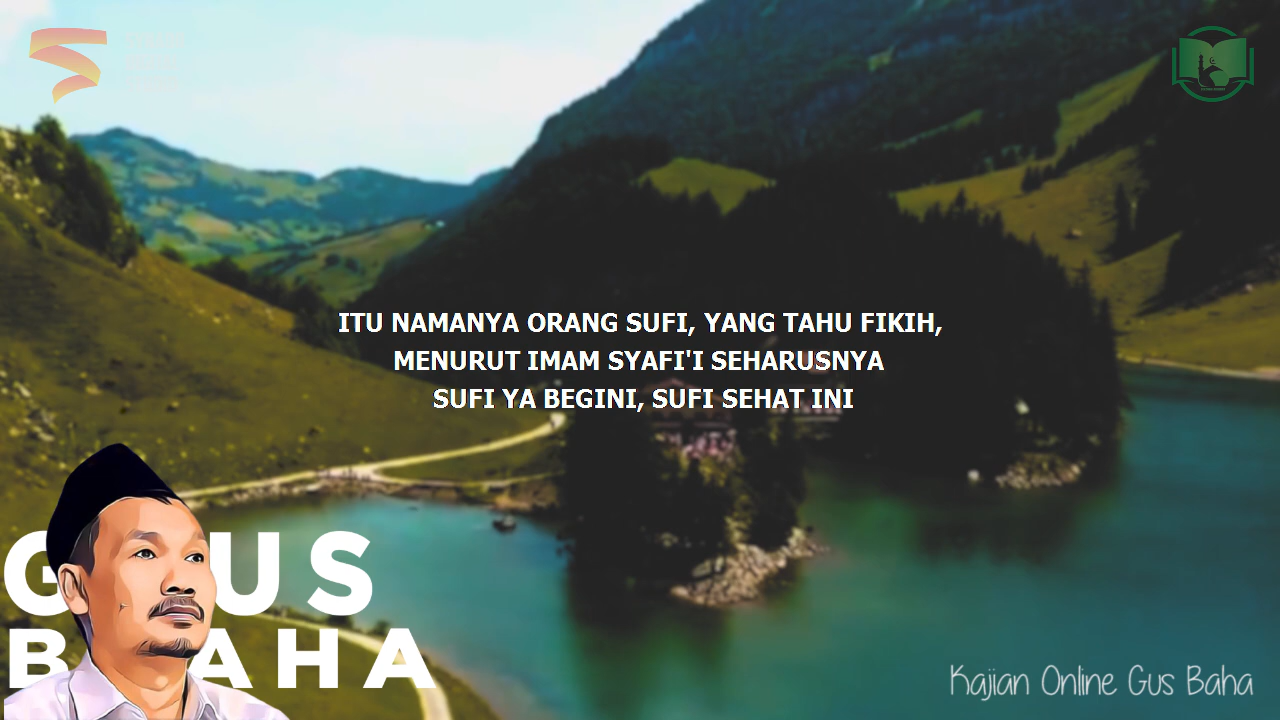 ITU NAMANYA ORANG SUFI, YANG TAHU FIKIH,
MENURUT IMAM SYAFI'I SEHARUSNYA
SUFI YA BEGINI, SUFI SEHAT INI
GUS
BAHA
Kajian Online Gus Baha